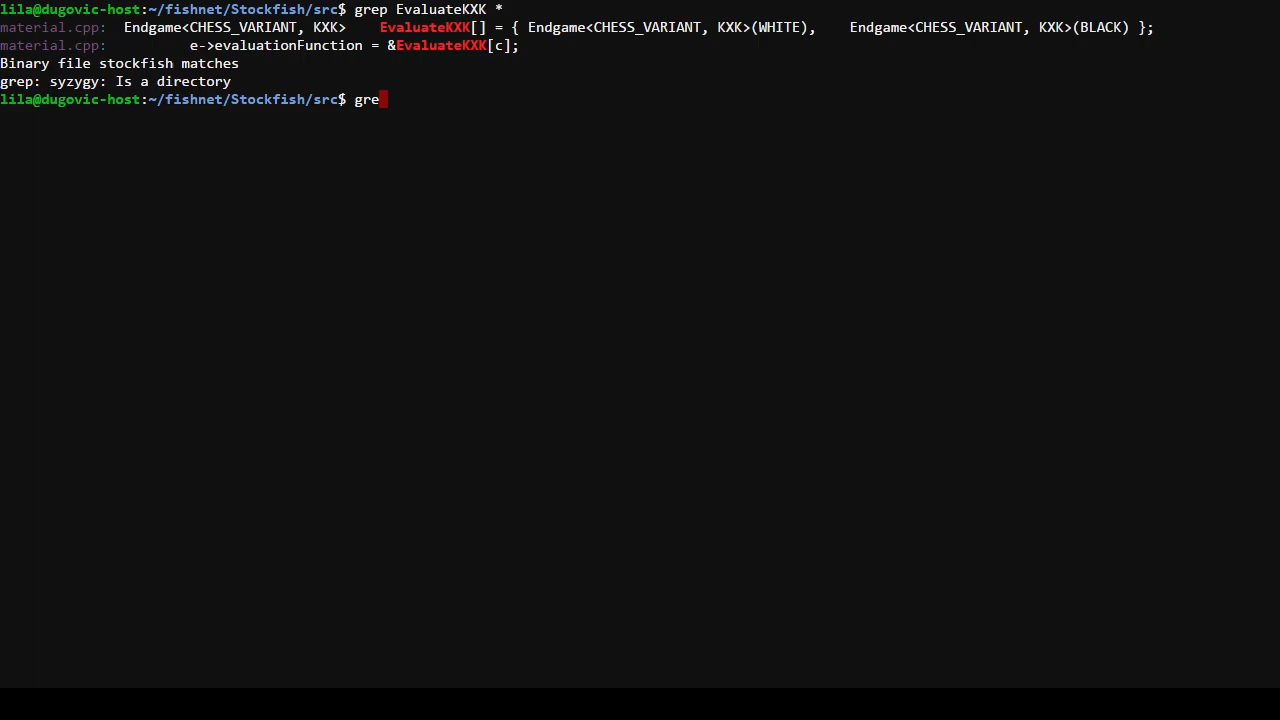 lila@dugovic-host:~/fishnet/Stockfish/src$ grep EvaluateKXK *
material.cpp:  Endgame<CHESS_VARIANT, KXK>    EvaluateKXK[] = { Endgame<CHESS_VARIANT, KXK>(WHITE),    Endgame<CHESS_VARIANT, KXK>(BLACK) };
material.cpp:          e->evaluationFunction = &EvaluateKXK[c];
Binary file stockfish matches
grep: syzygy: Is a directory
lila@dugovic-host:~/fishnet/Stockfish/src$ gre